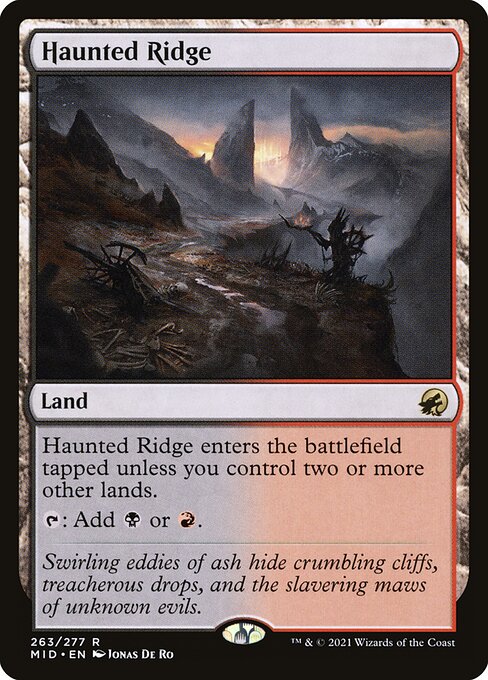 Haunted Ridge
Land
Haunted Ridge enters the battlefield
tapped unless you control two or more
other lands.
: Add or .
Swirling eddies of ash hide crumbling cliffs,
treacherous drops, and the slavering maws
of unknown evils.
263/277 R
MID • EN Jonas De Ro
™ & © 2021 Wizards of the Coast